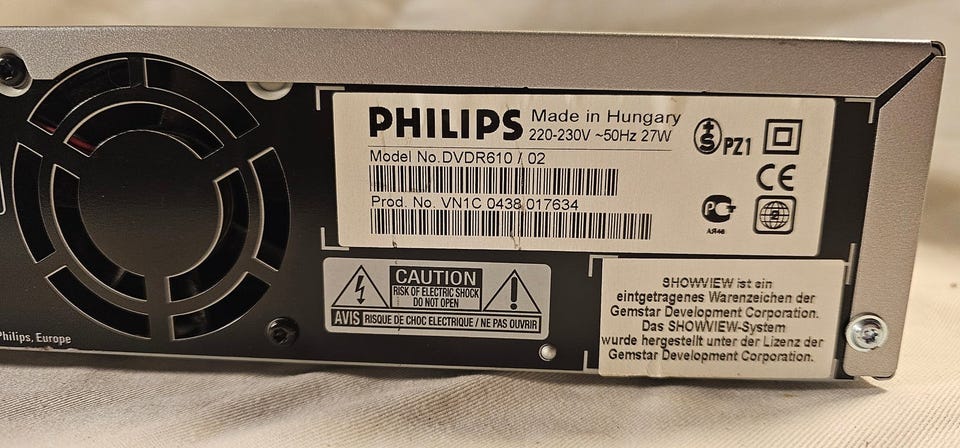 PHILIPS Made in Hungary
220-230V ~50Hz 27W
Model No.DVDR610 / 02
Prod. No. VN1C 0438 017634
S
PZ1
CE
PC
АЯ46
CAUTION
RISK OF ELECTRIC SHOCK
DO NOT OPEN
AVIS RISQUE DE CHOC ELECTRIQUE / NE PAS OUVRIR
SHOWVIEW ist ein
eingetragenes Warenzeichen der
Gemstar Development Corporation.
Das SHOWVIEW-System
wurde hergestellt unter der Lizenz der
Gemstar Development Corporation.
Philips, Europe